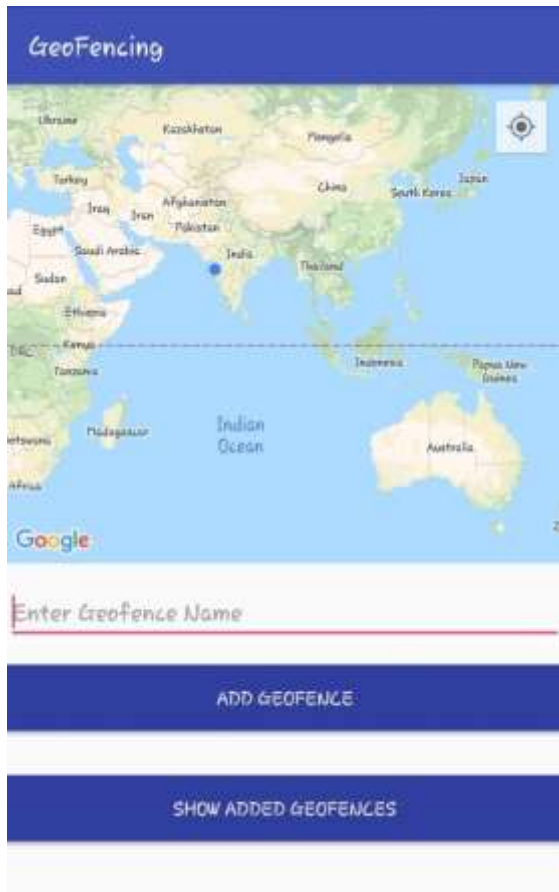 GeoFencing
Ukraine
Kazakhstan
Mongolia
Turkey
Japan
China
South Korea
Afghanistan
Iraq
Iran
Pakistan
Egypt
Saudi Arabia
India
Thailand
Sudan
Ethiopia
Kenya
DRC
Tanzania
Indonesia
Papua New
Guinea
Madagascar
Indian
Ocean
Botswana
Australia
Africa
Google
Enter Geofence Name
ADD GEOFENCE
SHOW ADDED GEOFENCES